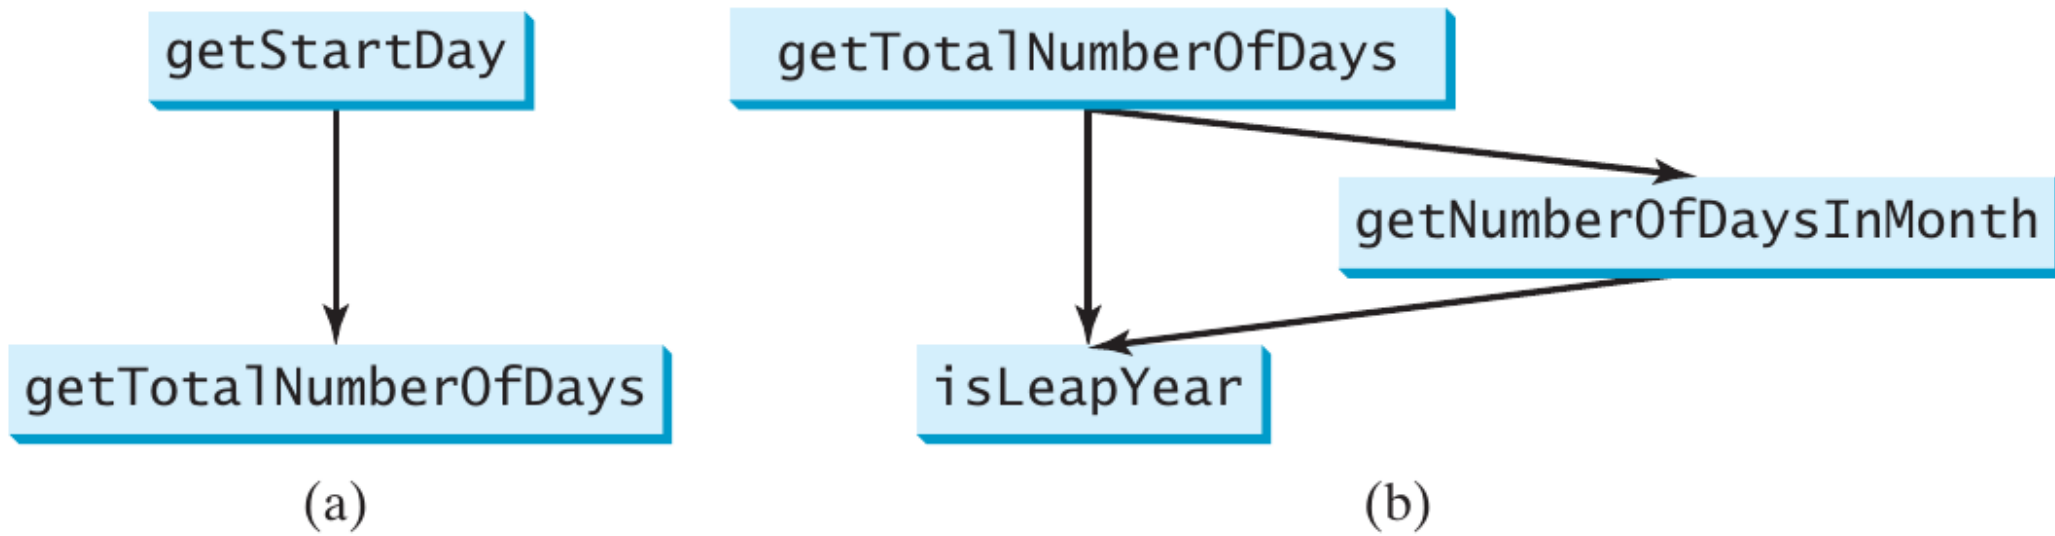 getStartDay
getTotalNumberOfDays
(a)
getTotalNumberOfDays
getNumberOfDaysInMonth
isLeapYear
(b)